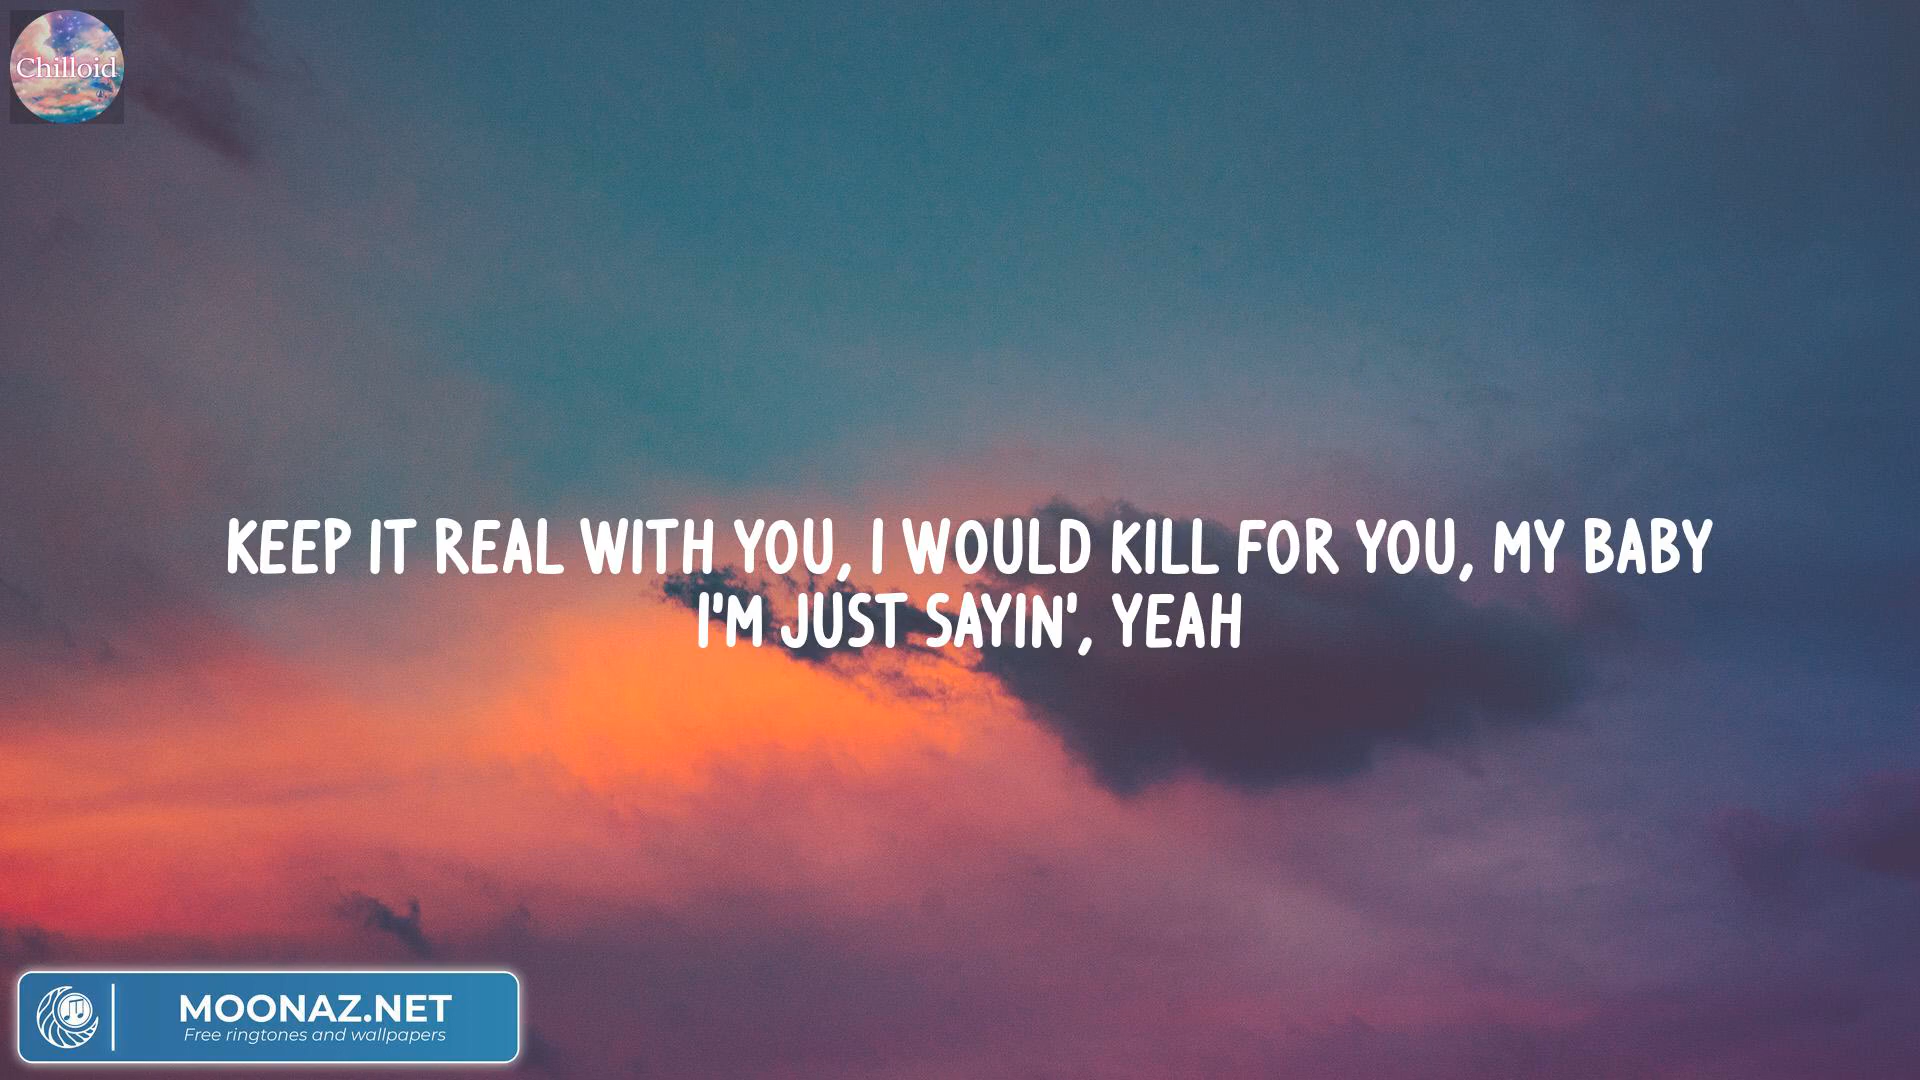 Chilloid
KEEP IT REAL WITH YOU, I WOULD KILL FOR YOU, MY BABY
I'M JUST SAYIN', YEAH
MOONAZ.NET
Free ringtones and wallpapers